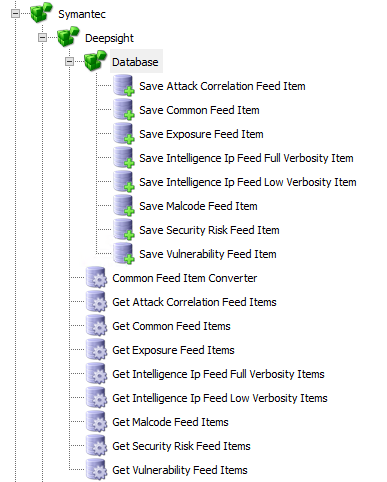 Symantec
Deepsight
Database
Save Attack Correlation Feed Item
Save Common Feed Item
Save Exposure Feed Item
Save Intelligence Ip Feed Full Verbosity Item
Save Intelligence Ip Feed Low Verbosity Item
Save Malcode Feed Item
Save Security Risk Feed Item
Save Vulnerability Feed Item
Common Feed Item Converter
Get Attack Correlation Feed Items
Get Common Feed Items
Get Exposure Feed Items
Get Intelligence Ip Feed Full Verbosity Items
Get Intelligence Ip Feed Low Verbosity Items
Get Malcode Feed Items
Get Security Risk Feed Items
Get Vulnerability Feed Items